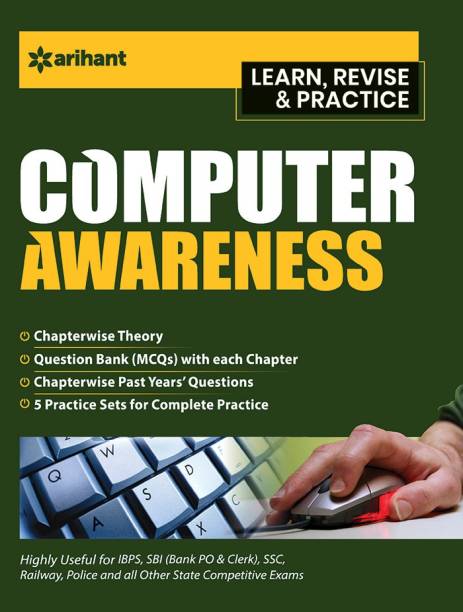 arihant
LEARN, REVISE
& PRACTICE
COMPUTER
AWARENESS
Chapterwise Theory
Question Bank (MCQs) with each Chapter
Chapterwise Past Years' Questions
5 Practice Sets for Complete Practice
Q
W
A
S
D
X
C
Highly Useful for IBPS, SBI (Bank PO & Clerk), SSC,
Railway, Police and all Other State Competitive Exams